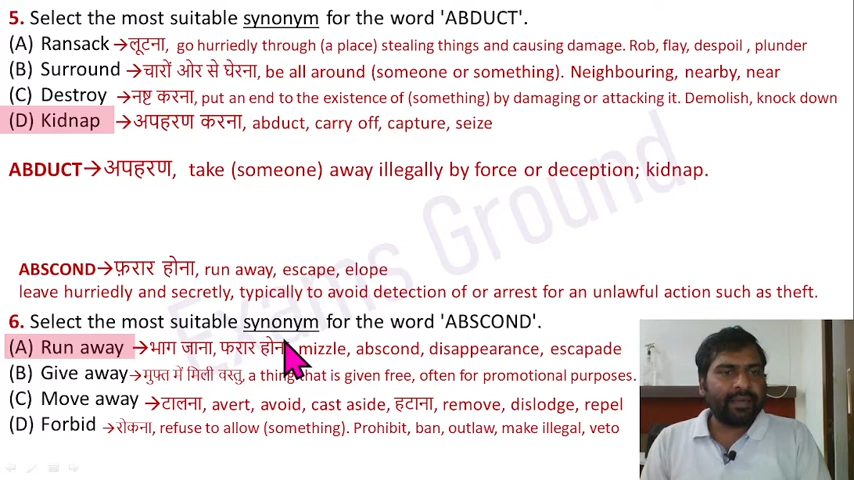 5. Select the most suitable synonym for the word 'ABDUCT'.
(A) Ransack→लूटना, go hurriedly through (a place) stealing things and causing damage. Rob, flay, despoil , plunder
(B) Surround →चारों ओर से घेरना, be all around (someone or something). Neighbouring, nearby, near
(C) Destroy →नष्ट करना, put an end to the existence of (something) by damaging or attacking it. Demolish, knock down
(D) Kidnap →अपहरण करना, abduct, carry off, capture, seize
ABDUCT→अपहरण, take (someone) away illegally by force or deception; kidnap.
Exams Ground
ABSCOND→फ़रार होना, run away, escape, elope
leave hurriedly and secretly, typically to avoid detection of or arrest for an unlawful action such as theft.
6. Select the most suitable synonym for the word 'ABSCOND'.
(A) Run away →भाग जाना, फरार होना, mizzle, abscond, disappearance, escapade
(B) Give away→मुफ्त में मिली वस्तु, a thing that is given free, often for promotional purposes.
(C) Move away →टालना, avert, avoid, cast aside, हटाना, remove, dislodge, repel
(D) Forbid →रोकना, refuse to allow (something). Prohibit, ban, outlaw, make illegal, veto